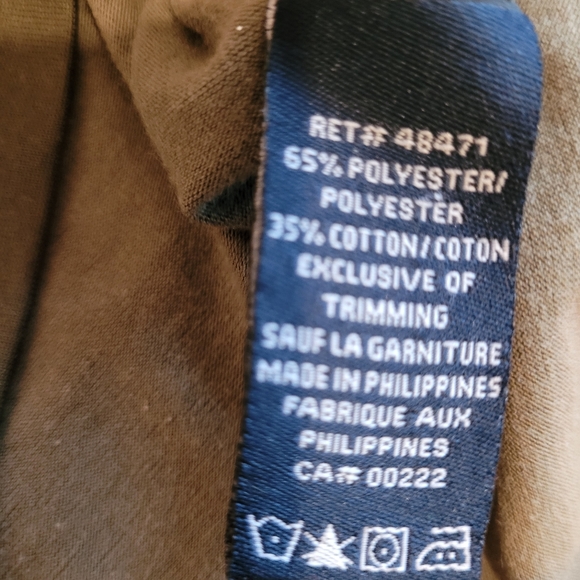 RET# 48471
65% POLYESTER/
POLYESTER
35% COTTON/COTON
EXCLUSIVE OF
TRIMMING
SAUF LA GARNITURE
MADE IN PHILIPPINES
FABRIQUE AUX
PHILIPPINES
CA# 00222